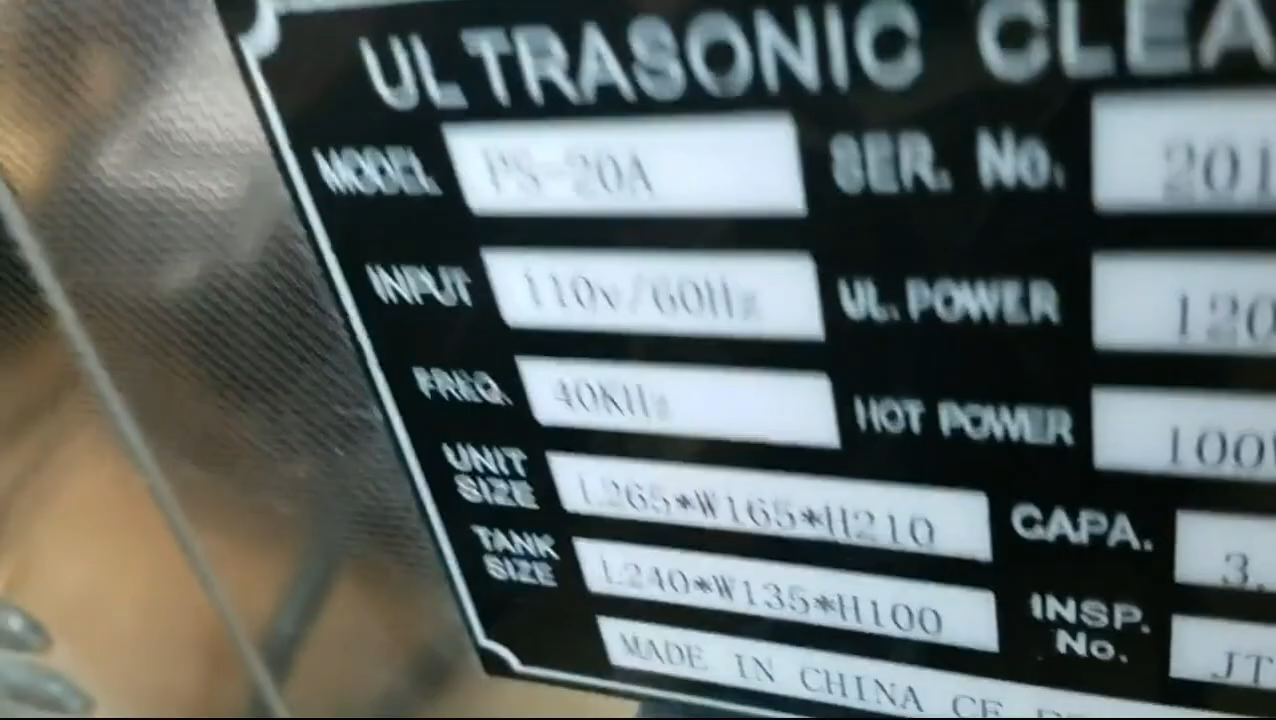 ULTRASONIC CLEA
MODEL PS-20A SER. No. 201
INPUT 110v/60Hz UL.POWER 120
FREQ. 40KHz HOT POWER 100W
UNIT SIZE L265*W165*H210 CAPA. 3.
TANK SIZE L240*W135*H100 INSP. No. JT
MADE IN CHINA CE